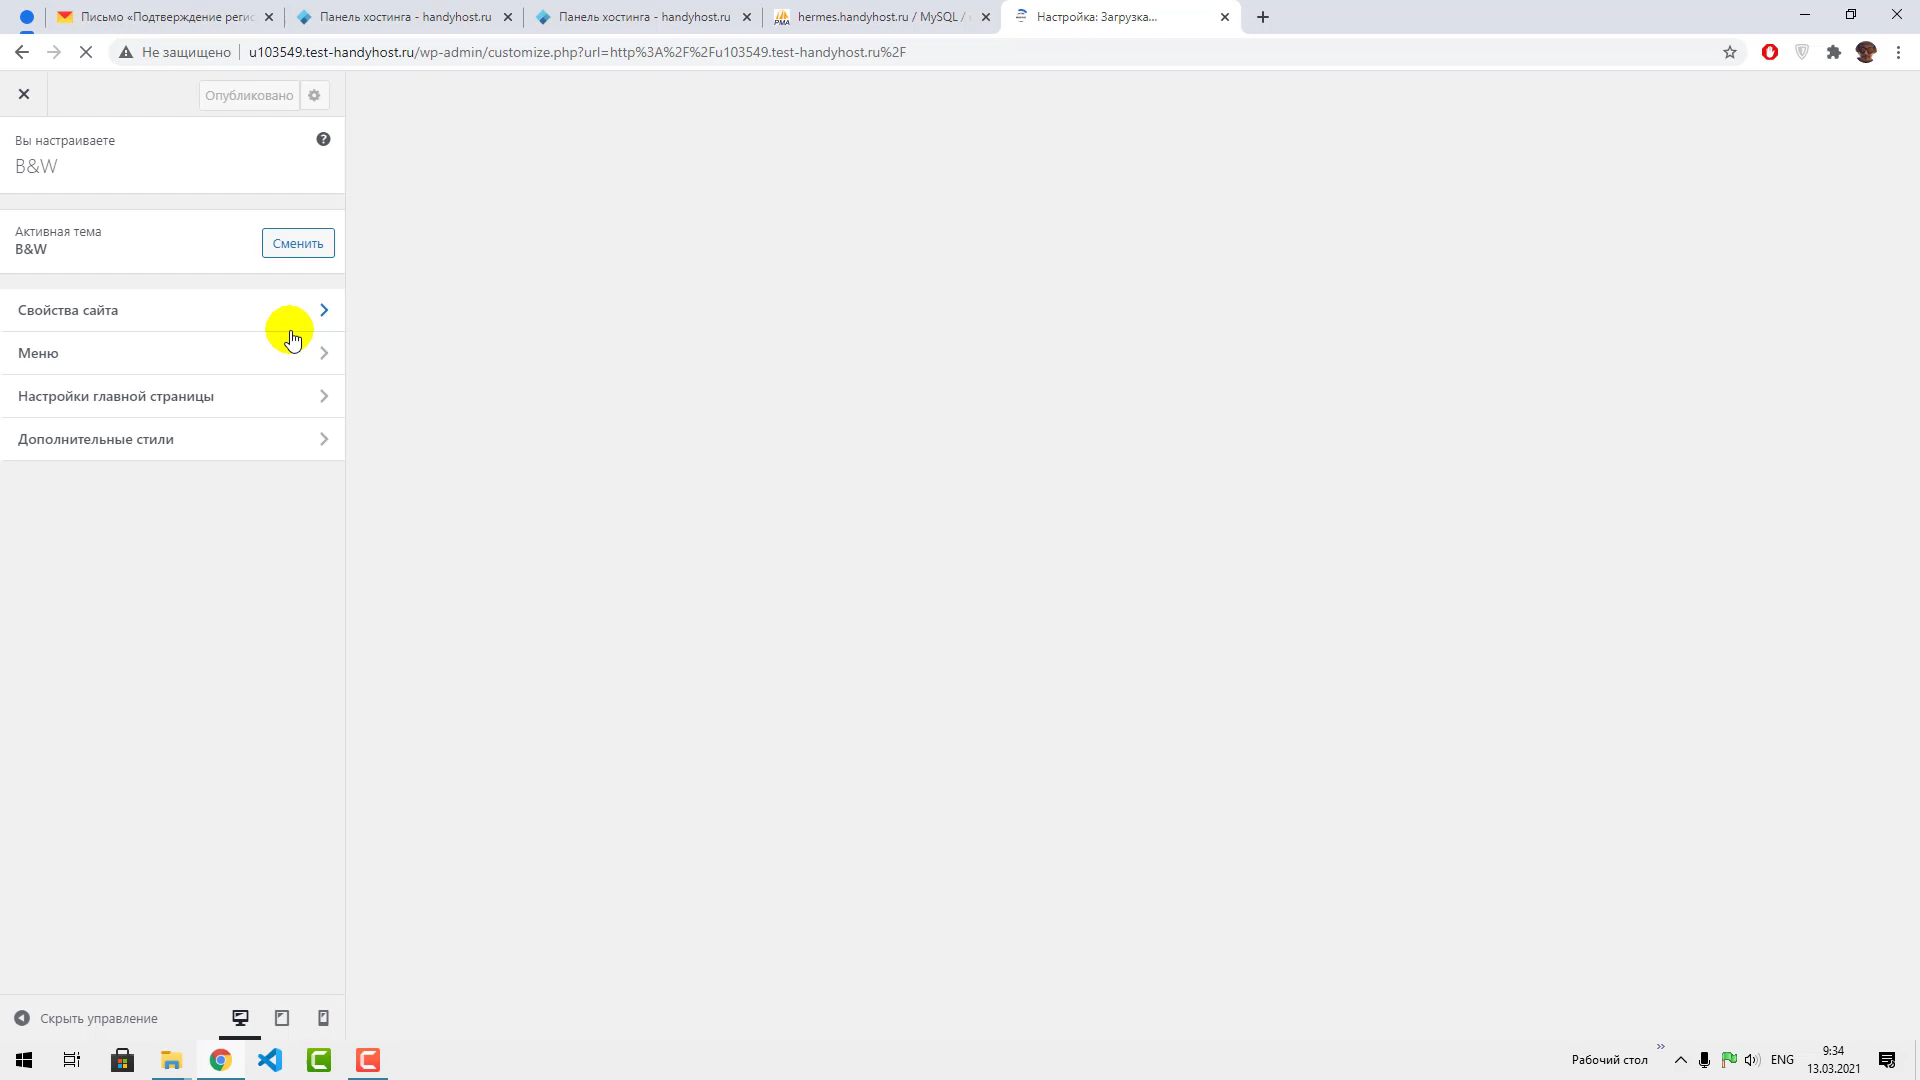 Письмо «Подтверждение регис
Панель хостинга - handyhost.ru
Панель хостинга - handyhost.ru
hermes.handyhost.ru / MySQL /
Настройка: Загрузка...
Не защищено
u103549.test-handyhost.ru/wp-admin/customize.php?url=http%3A%2F%2Fu103549.test-handyhost.ru%2F
Опубликовано
Вы настраиваете
B&W
Активная тема
B&W
Сменить
Свойства сайта
Меню
Настройки главной страницы
Дополнительные стили
Скрыть управление
Рабочий стол
ENG
9:34
13.03.2021